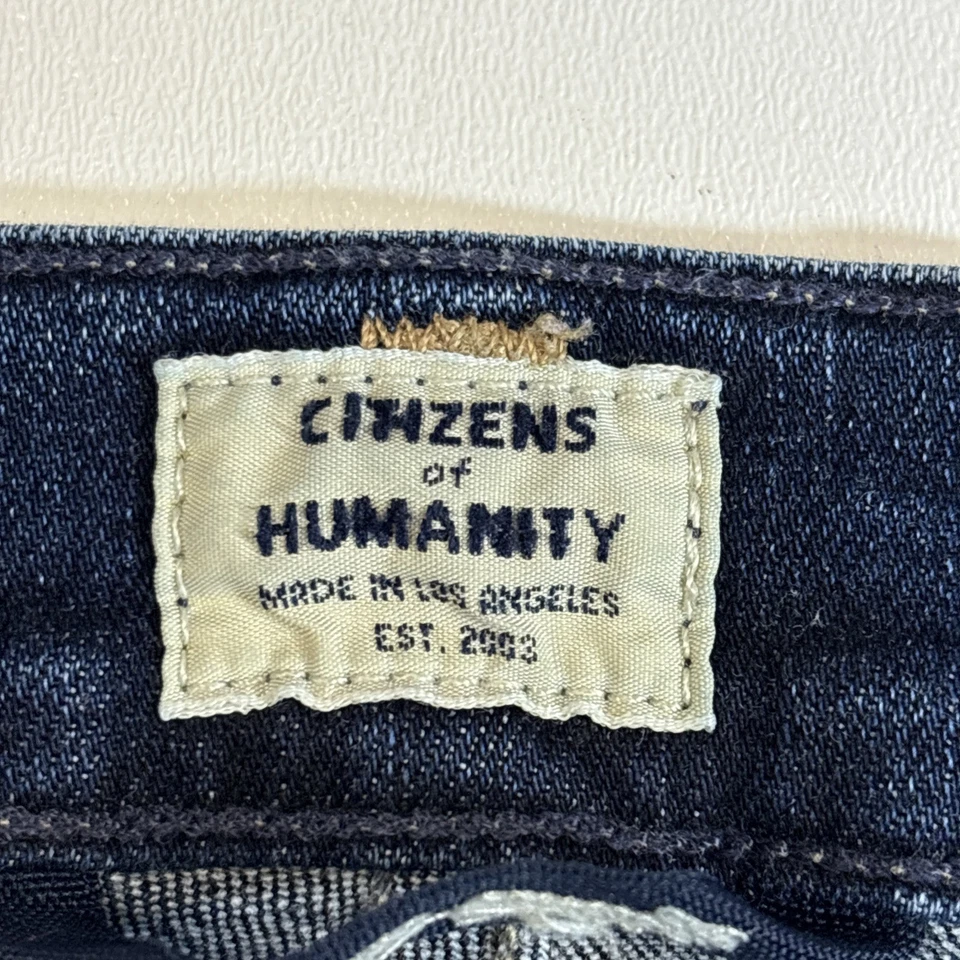 CITIZENS
of
HUMANITY
MADE IN LOS ANGELES
EST. 2003